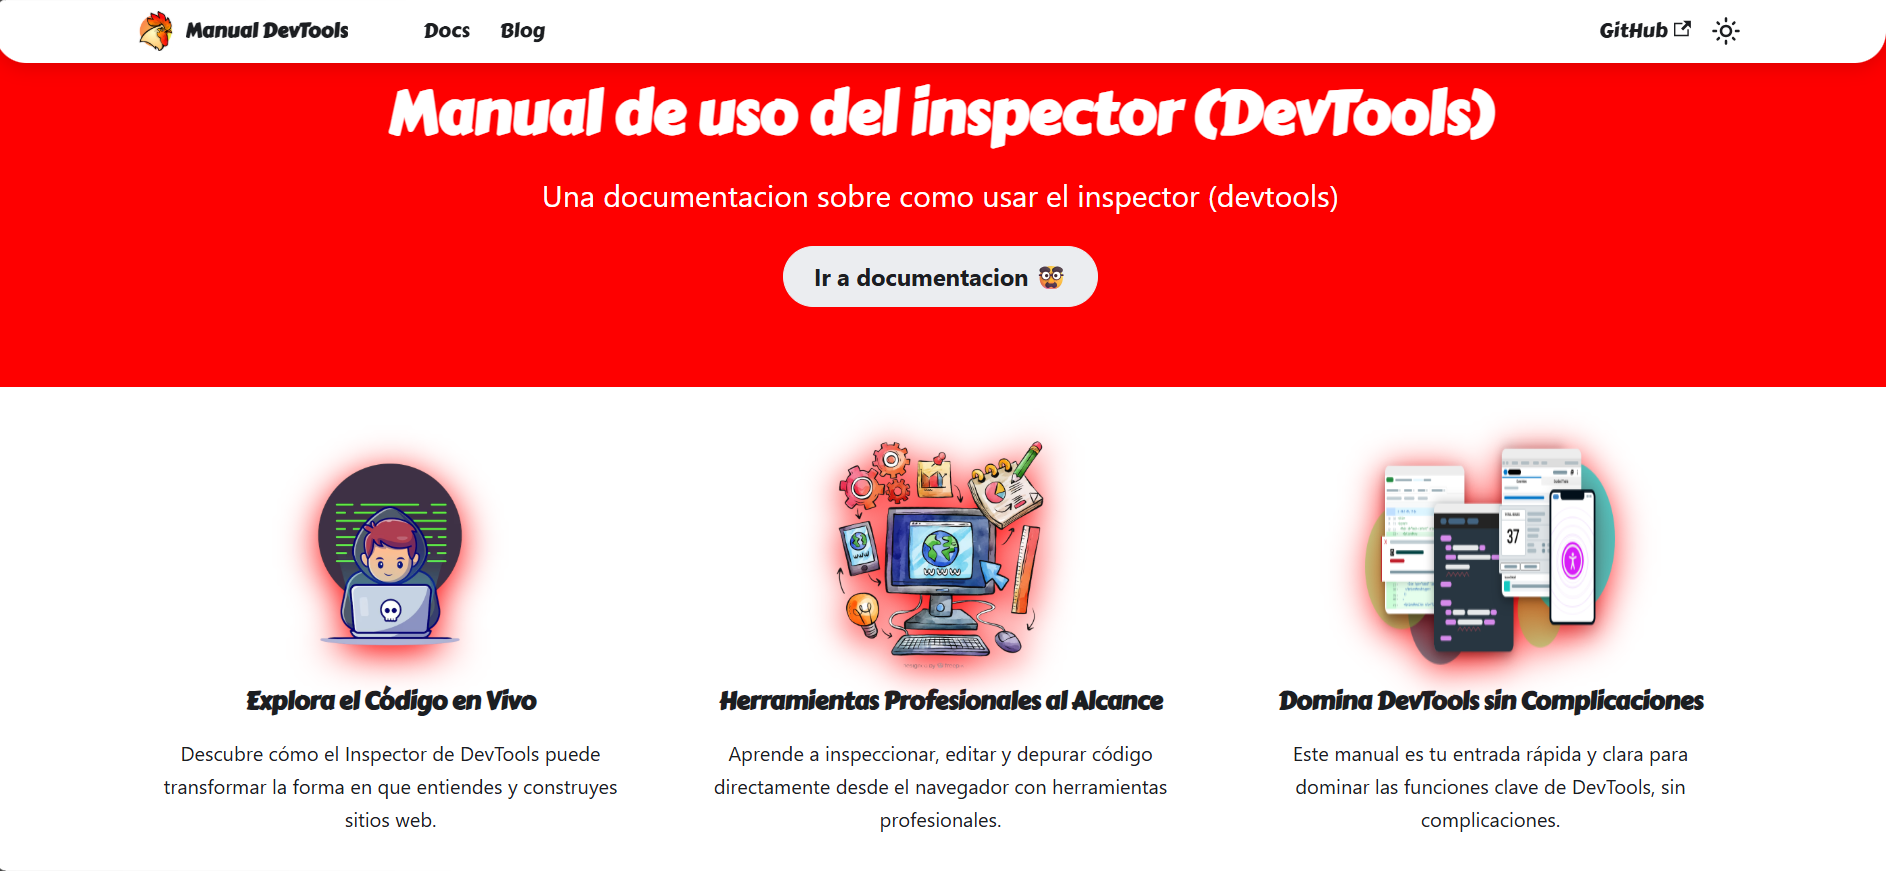 Manual DevTools
Docs
Blog
GitHub
Manual de uso del inspector (DevTools)
Una documentacion sobre como usar el inspector (devtools)
Ir a documentacion
www
www
37
Explora el Código en Vivo
Descubre cómo el Inspector de DevTools puede
transformar la forma en que entiendes y construyes
sitios web.
Herramientas Profesionales al Alcance
Aprende a inspeccionar, editar y depurar código
directamente desde el navegador con herramientas
profesionales.
Domina DevTools sin Complicaciones
Este manual es tu entrada rápida y clara para
dominar las funciones clave de DevTools, sin
complicaciones.